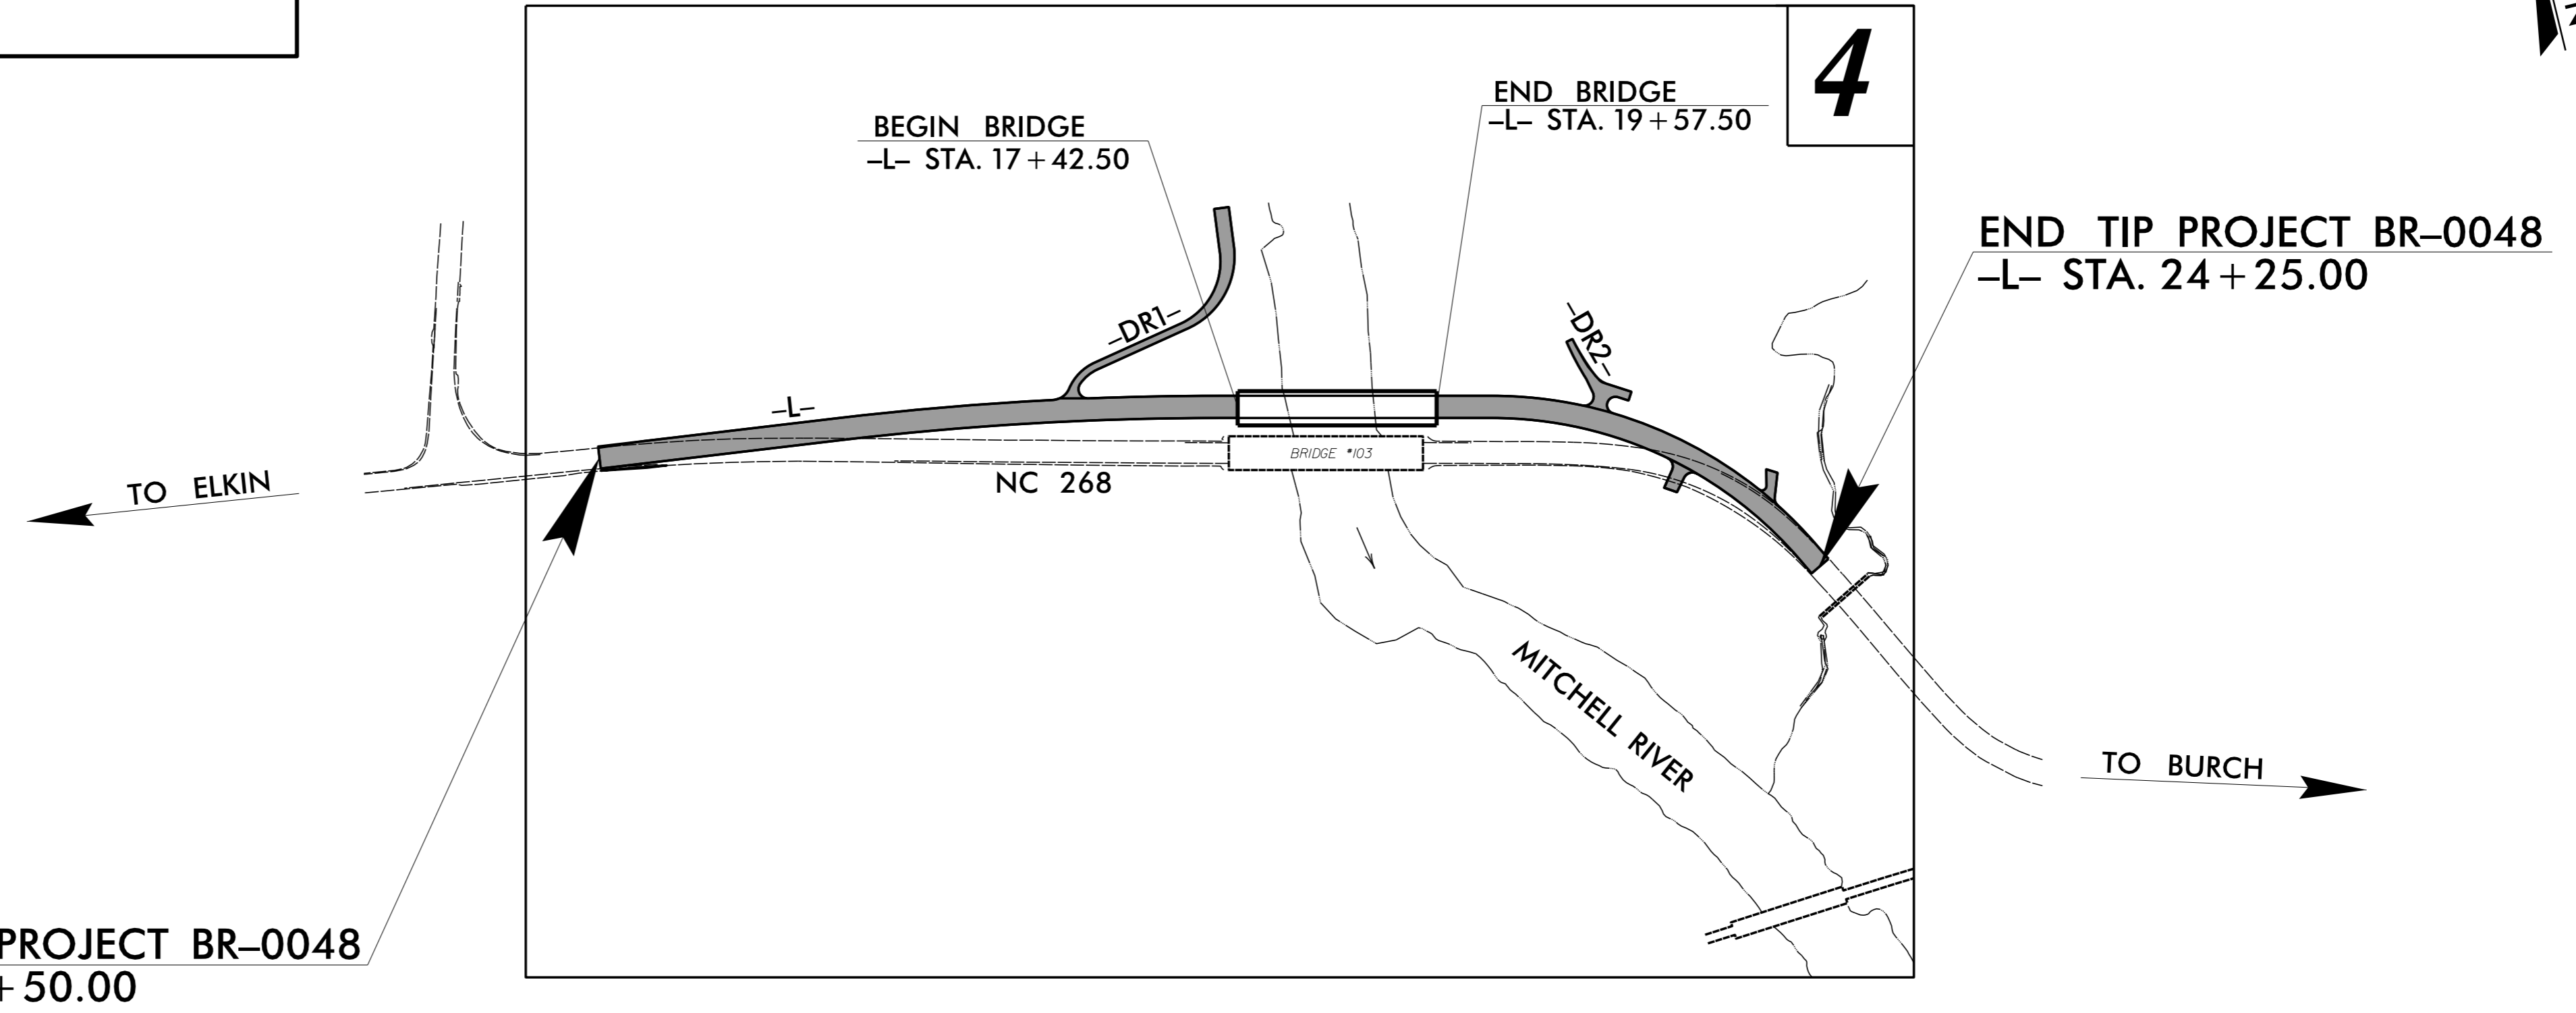 4
BEGIN BRIDGE
–L– STA. 17+42.50
END BRIDGE
–L– STA. 19+57.50
END TIP PROJECT BR–0048
–L– STA. 24+25.00
–DR1–
–DR2–
–L–
BRIDGE #103
NC 268
TO ELKIN
MITCHELL RIVER
TO BURCH
PROJECT BR–0048
+50.00